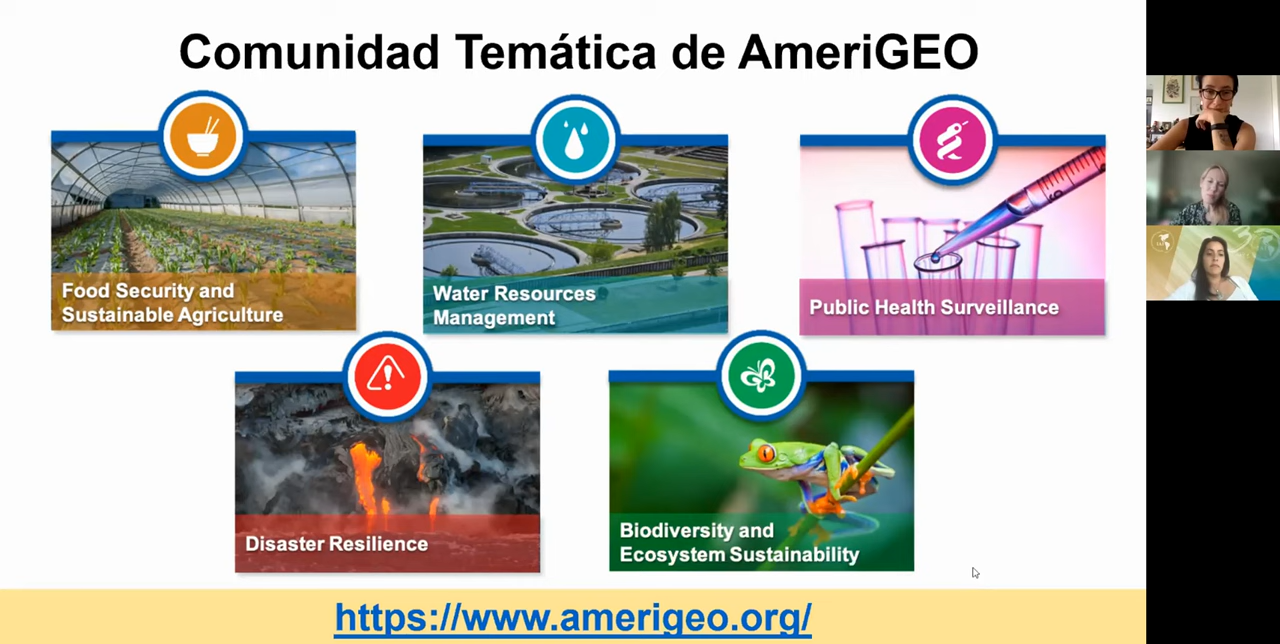 Comunidad Temática de AmeriGEO
Food Security and
Sustainable Agriculture
Water Resources
Management
Public Health Surveillance
Disaster Resilience
Biodiversity and
Ecosystem Sustainability
https://www.amerigeo.org/